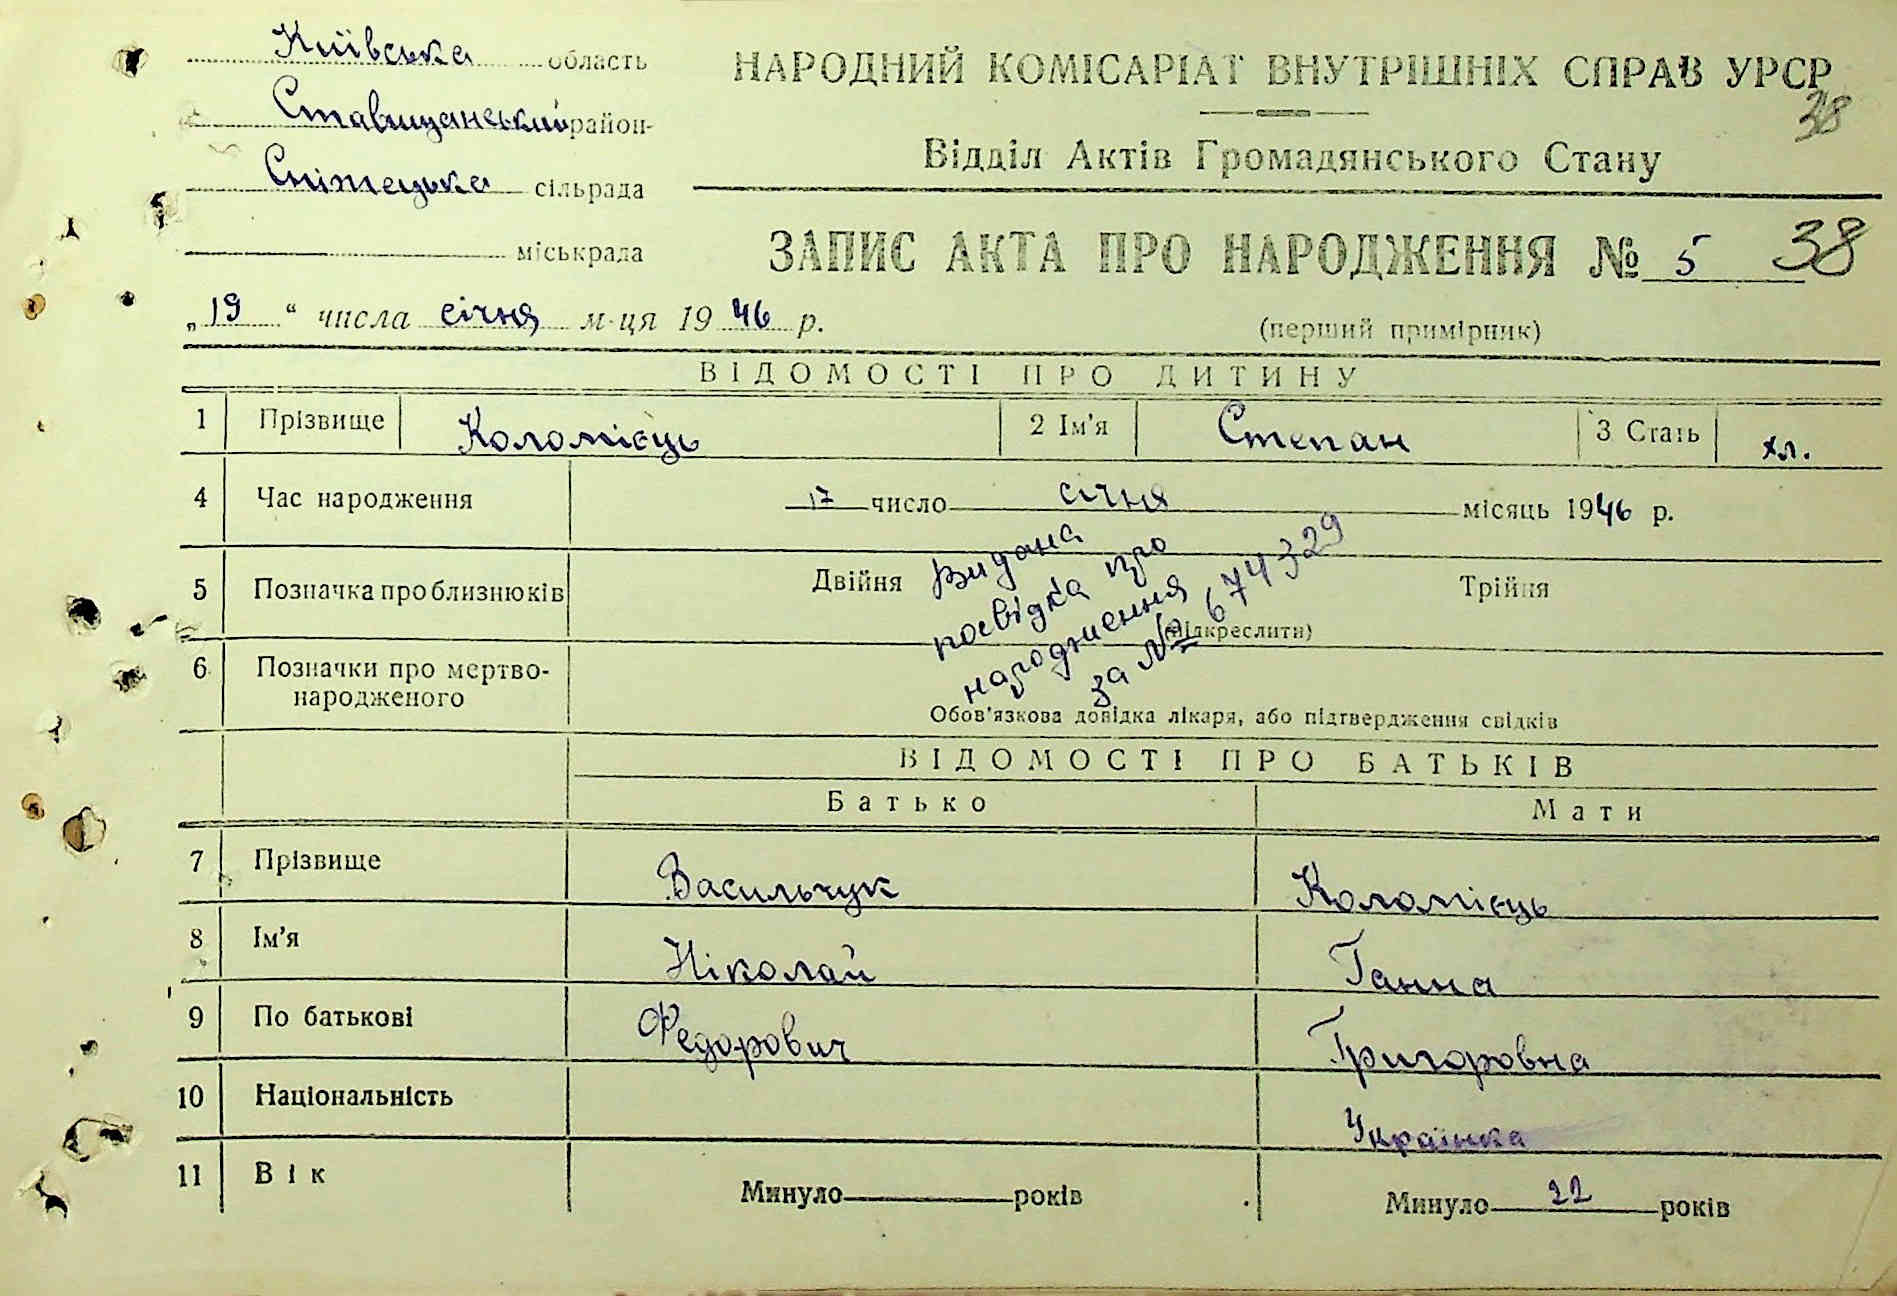 Київська область
Ставищанський район
Сніжецька сільрада
міськрада
НАРОДНИЙ КОМІСАРІАТ ВНУТРІШНІХ СПРАВ УРСР
38
Відділ Актів Громадянського Стану
ЗАПИС АКТА ПРО НАРОДЖЕННЯ № 5 38
„19“ числа січня м-ця 1946 р.
(перший примірник)
ВІДОМОСТІ ПРО ДИТИНУ
1 Прізвище Коломієць 2 Ім'я Степан 3 Стать хл.
4 Час народження 17 число січня місяць 1946 р.
5 Позначка про близнюків Двійня Трійня
(підкреслити)
Видана
посвідка про
народження
за № 674329
6 Позначки про мертво-
народженого
Обов'язкова довідка лікаря, або підтвердження свідків
ВІДОМОСТІ ПРО БАТЬКІВ
Батько Мати
7 Прізвище Васильчук Коломієць
8 Ім'я Ніколай Ганна
9 По батькові Федорович Григоровна
10 Національність Українка
11 Вік Минуло років Минуло 22 років